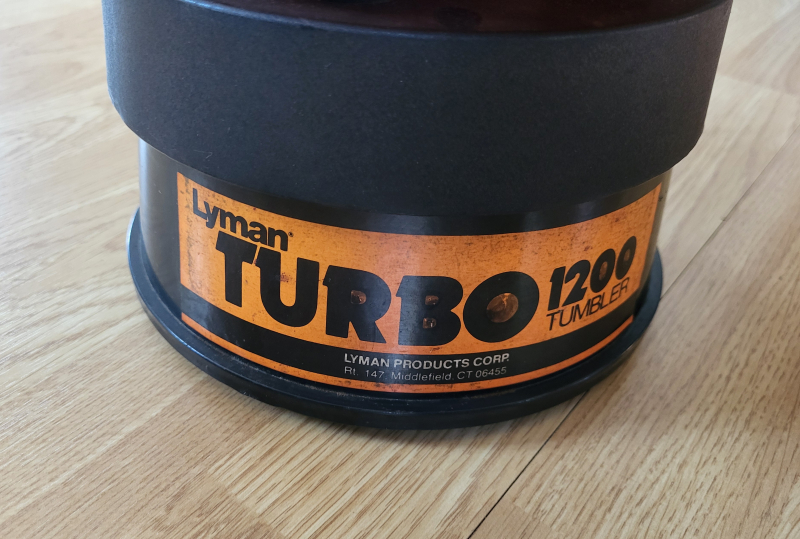 Lyman®
TURBO 1200
TUMBLER
LYMAN PRODUCTS CORP.
Rt. 147, Middlefield, CT 06455